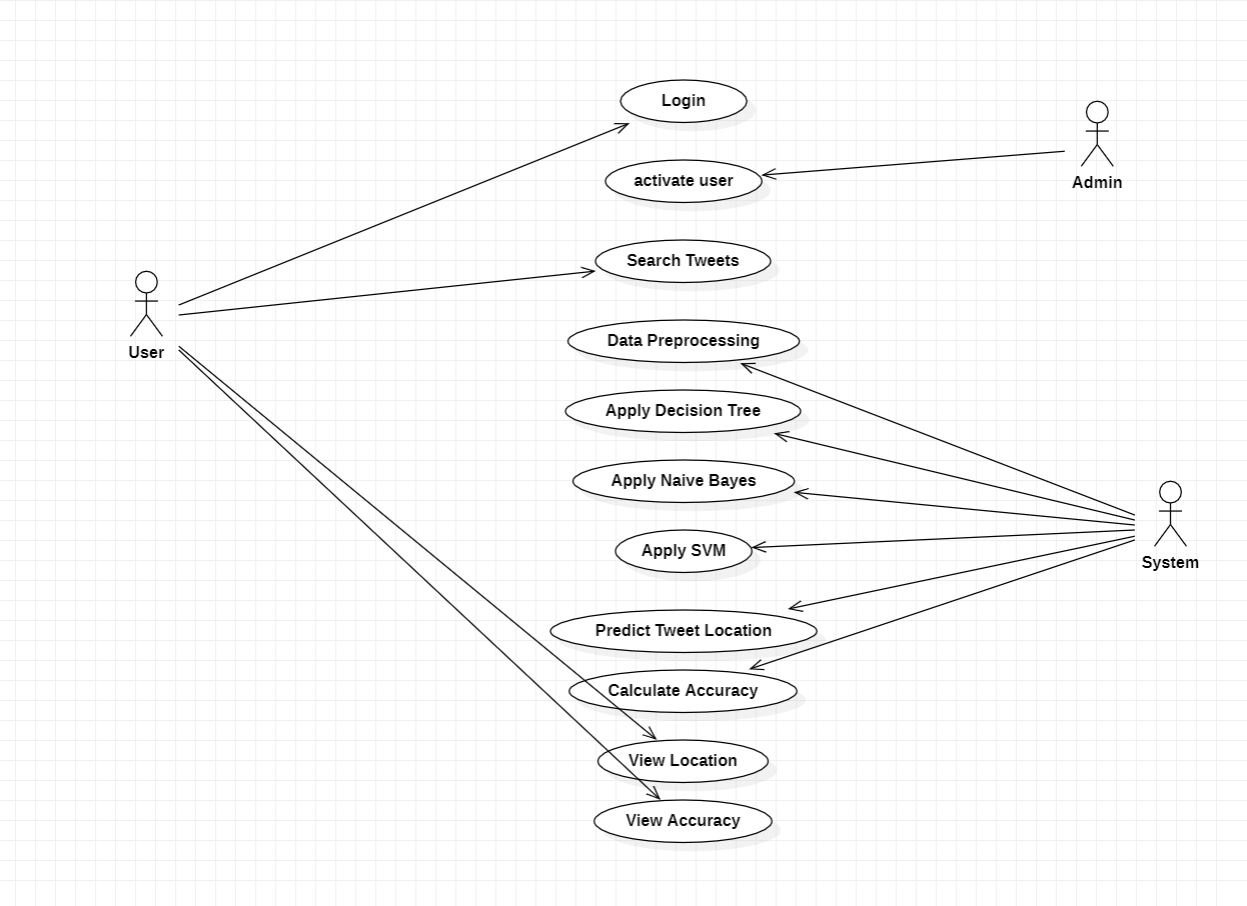 Login
Admin
activate user
Search Tweets
User
Data Preprocessing
Apply Decision Tree
Apply Naive Bayes
Apply SVM
System
Predict Tweet Location
Calculate Accuracy
View Location
View Accuracy